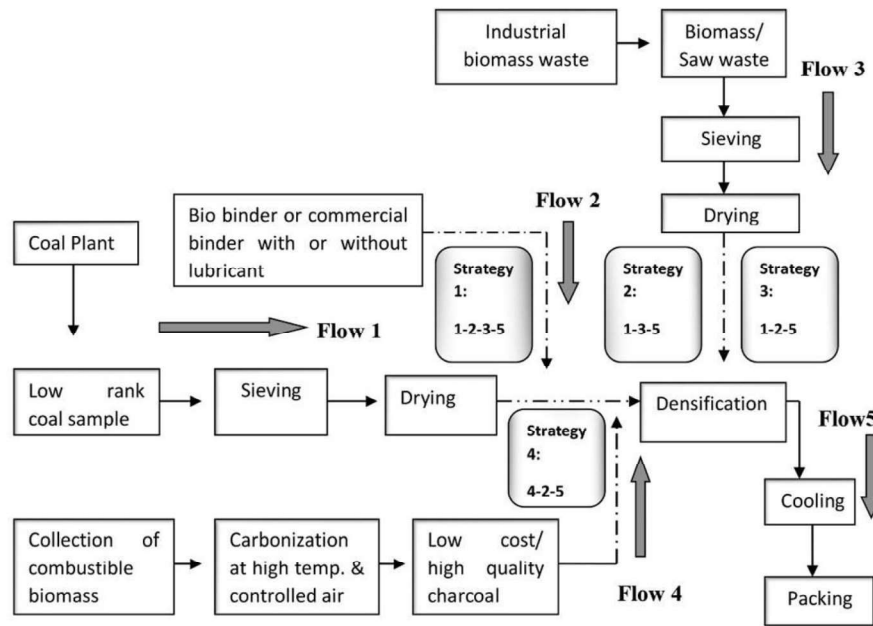 Industrial
biomass waste
Biomass/
Saw waste
Flow 3
Sieving
Drying
Bio binder or commercial
binder with or without
lubricant
Flow 2
Coal Plant
Strategy
1:
1-2-3-5
Strategy
2:
1-3-5
Strategy
3:
1-2-5
Flow 1
Low rank
coal sample
Sieving
Drying
Densification
Strategy
4:
4-2-5
Flow5
Cooling
Collection of
combustible
biomass
Carbonization
at high temp. &
controlled air
Low cost/
high quality
charcoal
Flow 4
Packing